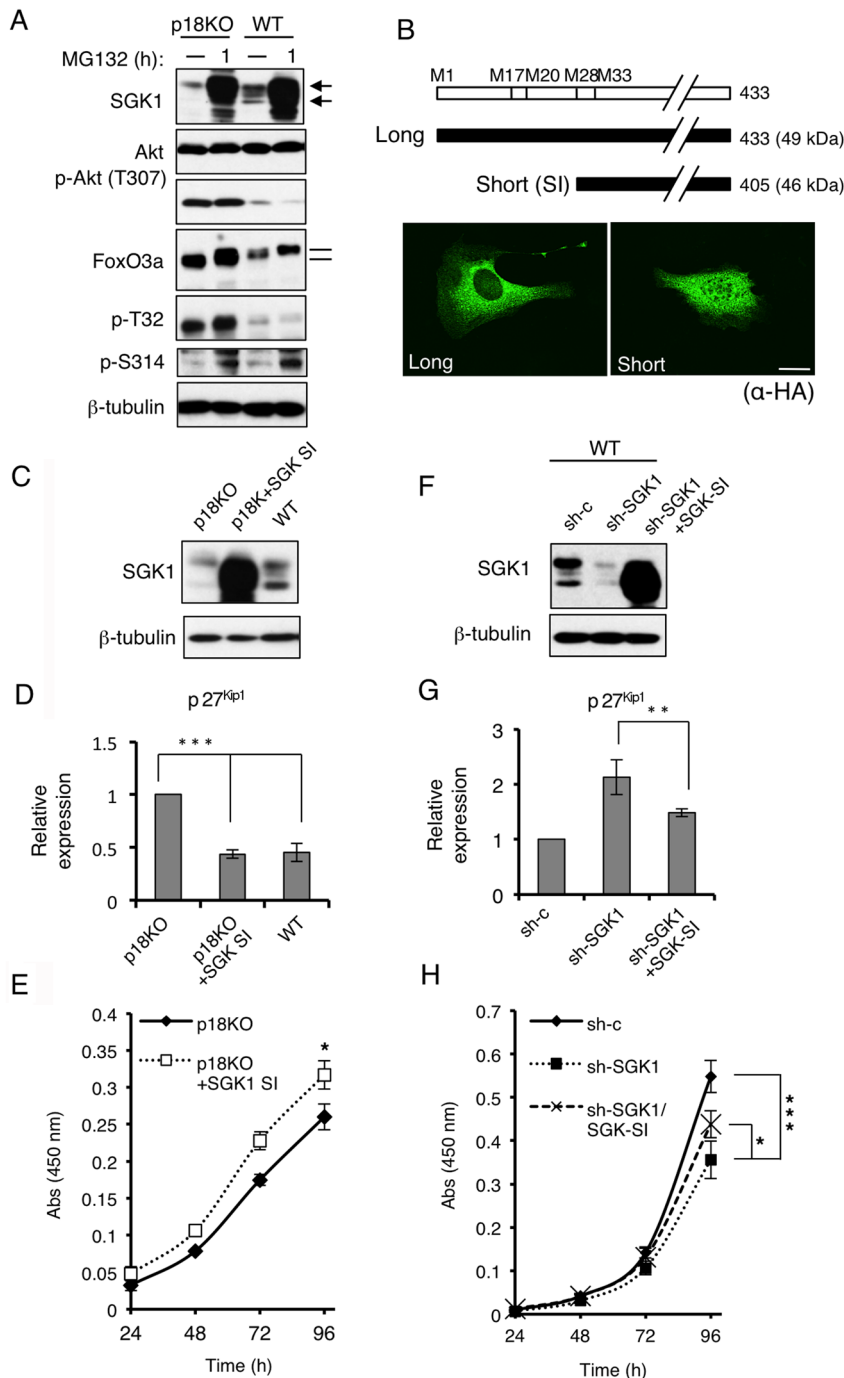 A
p18KO WT
MG132 (h): — 1 — 1
SGK1
Akt
p-Akt (T307)
FoxO3a
p-T32
p-S314
β-tubulin
B
M1 M17 M20 M28 M33
433
Long 433 (49 kDa)
Short (SI) 405 (46 kDa)
Long
Short
(α-HA)
C
p18KO
p18K+SGK SI
WT
SGK1
β-tubulin
F
WT
sh-c
sh-SGK1
sh-SGK1
+SGK-SI
SGK1
β-tubulin
D
p 27Kip1
* * *
Relative
expression
1.5
1
0.5
0
p18KO
p18KO
+SGK SI
WT
G
p 27Kip1
* *
Relative
expression
3
2
1
0
sh-c
sh-SGK1
sh-SGK1
+SGK-SI
E
Abs (450 nm)
0.4
0.35
0.3
0.25
0.2
0.15
0.1
0.05
0
p18KO
p18KO
+SGK1 SI
*
24 48 72 96
Time (h)
H
Abs (450 nm)
0.7
0.6
0.5
0.4
0.3
0.2
0.1
0
sh-c
sh-SGK1
sh-SGK1/
SGK-SI
*
***
24 48 72 96
Time (h)